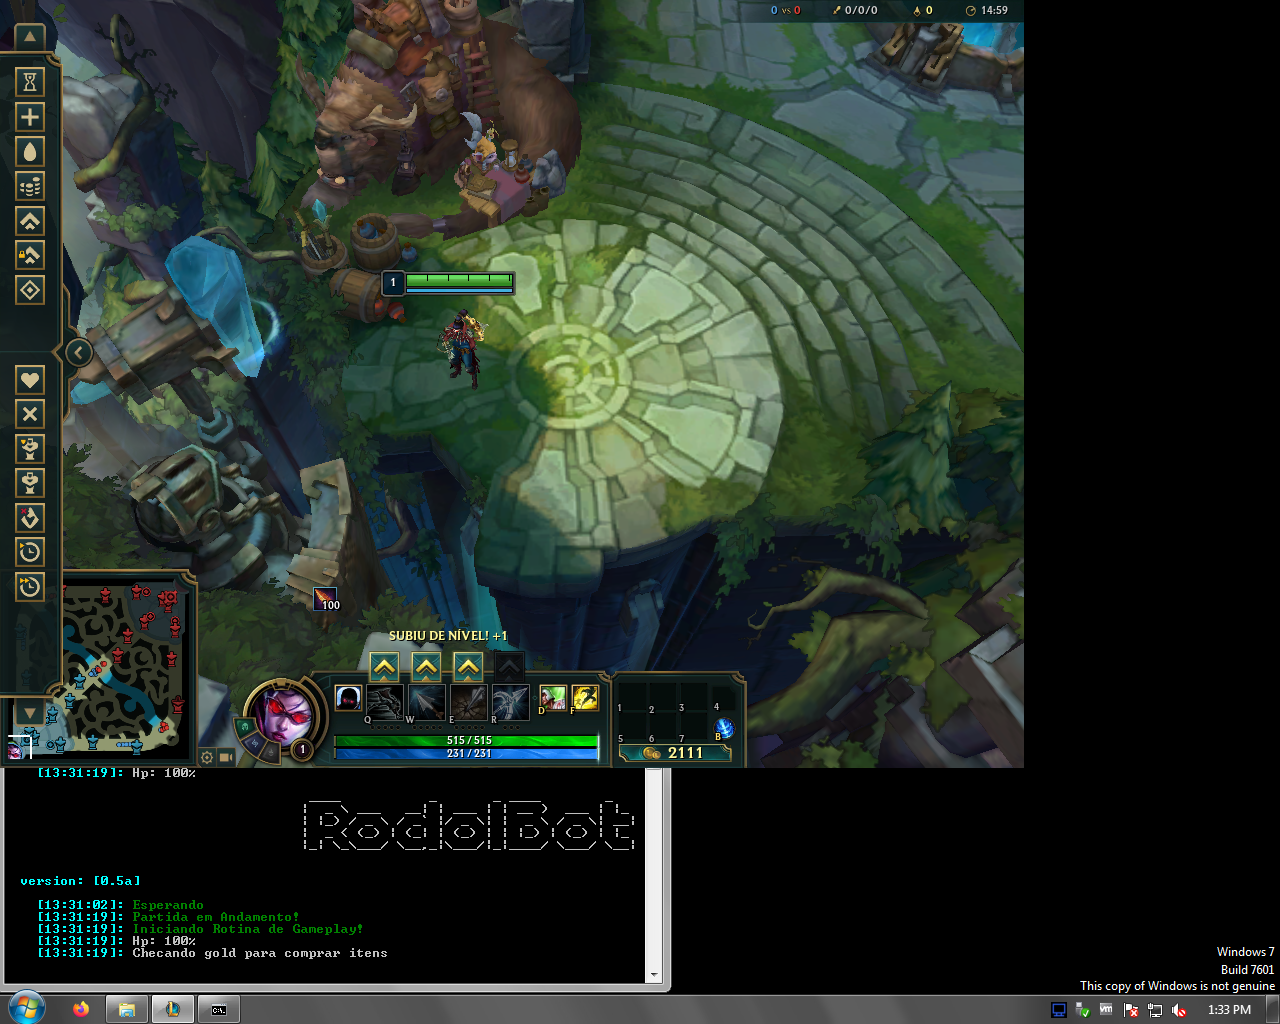 0 vs 0 0/0/0 0 14:59
1
100
SUBIU DE NÍVEL! +1
Q W E R D F
1 2 3 4
5 6 7 B
515 / 515
231 / 231
1
2111
[13:31:19]: Hp: 100%
RodolBot
version: [0.5a]
[13:31:02]: Esperando
[13:31:19]: Partida em Andamento!
[13:31:19]: Iniciando Rotina de Gameplay!
[13:31:19]: Hp: 100%
[13:31:19]: Checando gold para comprar itens
Windows 7
Build 7601
This copy of Windows is not genuine
C:\.
vm
1:33 PM